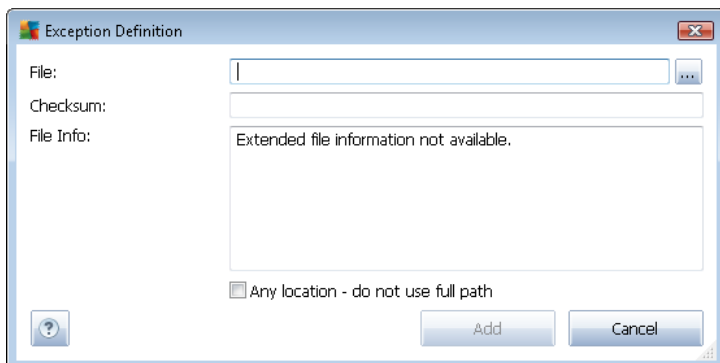 Exception Definition
File:
...
Checksum:
File Info:
Extended file information not available.
Any location - do not use full path
?
Add
Cancel